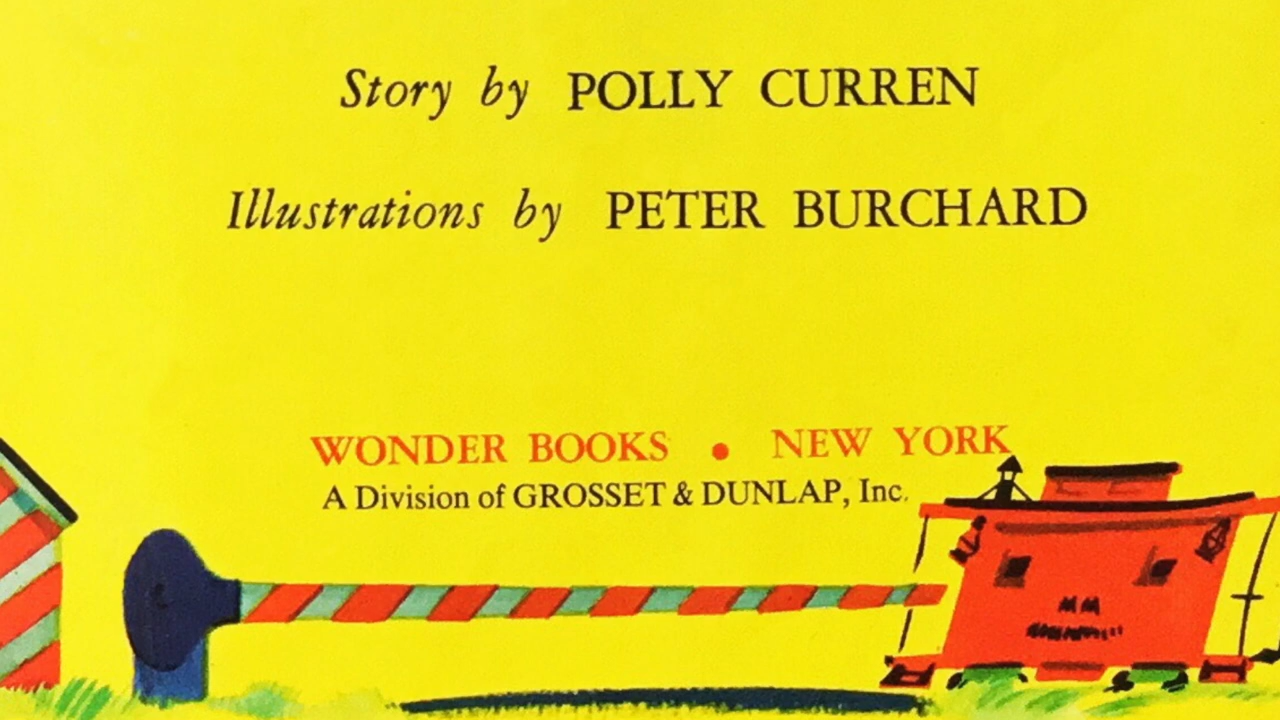 Story by POLLY CURREN
Illustrations by PETER BURCHARD
WONDER BOOKS • NEW YORK
A Division of GROSSET & DUNLAP, Inc.